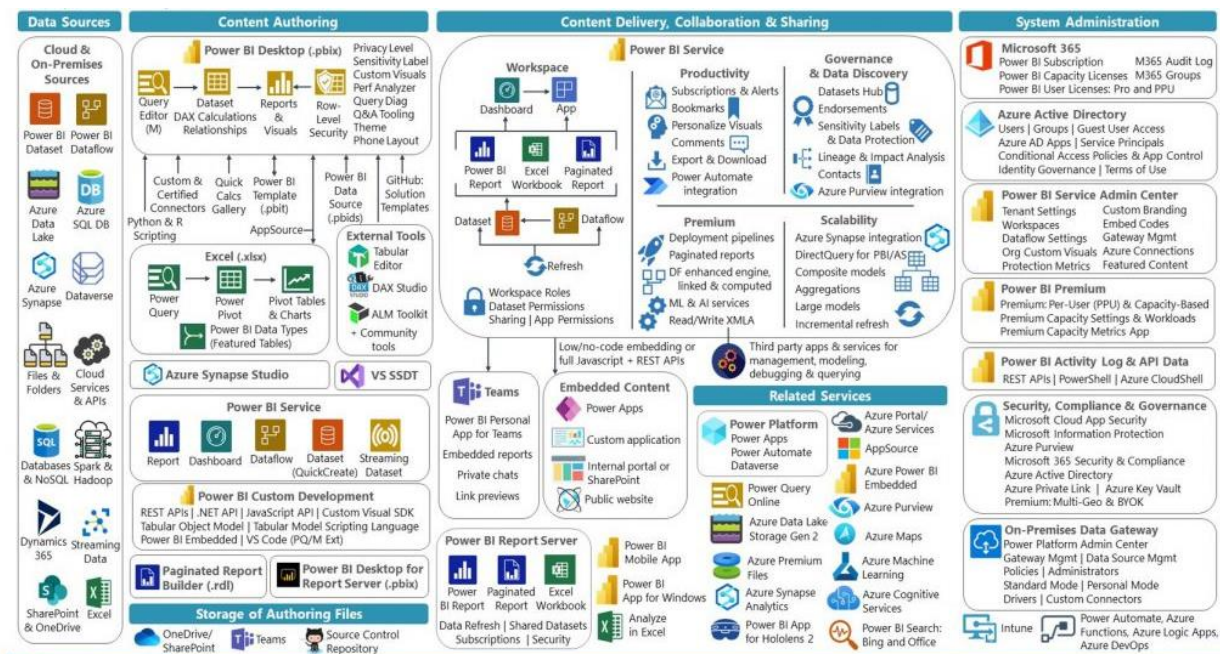 Data Sources
Cloud &
On-Premises
Sources
Power BI
Dataset
Power BI
Dataflow
Azure
Data
Lake
Azure
SQL DB
Azure
Synapse
Dataverse
Files &
Folders
Cloud
Services
& APIs
Databases
& NoSQL
Spark &
Hadoop
Dynamics
365
Streaming
Data
SharePoint
& OneDrive
Excel
Content Authoring
Power BI Desktop (.pbix)
Query
Editor
(M)
Dataset
DAX Calculations
Relationships
Reports
&
Visuals
Row-
Level
Security
Privacy Level
Sensitivity Label
Custom Visuals
Perf Analyzer
Query Diag
Q&A Tooling
Theme
Phone Layout
Python & R
Scripting
Custom &
Certified
Connectors
Quick
Calcs
Gallery
Power BI
Template
(.pbit)
AppSource
Power BI
Data
Source
(.pbids)
GitHub:
Solution
Templates
Excel (.xlsx)
Power
Query
Power
Pivot
Pivot Tables
& Charts
Power BI Data Types
(Featured Tables)
External Tools
Tabular
Editor
DAX
STUDIO
DAX Studio
ALM Toolkit
+ Community
tools
Azure Synapse Studio
VS SSDT
Power BI Service
Report
Dashboard
Dataflow
Dataset
(QuickCreate)
Streaming
Dataset
Power BI Custom Development
REST APIs | .NET API | JavaScript API | Custom Visual SDK
Tabular Object Model | Tabular Model Scripting Language
Power BI Embedded | VS Code (PQ/M Ext)
Paginated Report
Builder (.rdl)
Power BI Desktop for
Report Server (.pbix)
Storage of Authoring Files
OneDrive/
SharePoint
Teams
Source Control
Repository
Content Delivery, Collaboration & Sharing
Power BI Service
Workspace
Dashboard
App
Power BI
Report
Excel
Workbook
Paginated
Report
Dataset
Dataflow
Refresh
Workspace Roles
Dataset Permissions
Sharing | App Permissions
Productivity
Subscriptions & Alerts
Bookmarks
Personalize Visuals
Comments
Export & Download
Power Automate
integration
Governance
& Data Discovery
Datasets Hub
Endorsements
Sensitivity Labels
& Data Protection
Lineage & Impact Analysis
Contacts
Azure Purview integration
Premium
Deployment pipelines
Paginated reports
DF enhanced engine,
linked & computed
ML & AI services
Read/Write XMLA
Scalability
Azure Synapse integration
DirectQuery for PBI/AS
Composite models
Aggregations
Large models
Incremental refresh
Low/no-code embedding or
full Javascript + REST APIs
Third party apps & services for
management, modeling,
debugging & querying
Teams
Power BI Personal
App for Teams
Embedded reports
Private chats
Link previews
Embedded Content
Power Apps
Custom application
Internal portal or
SharePoint
Public website
Power BI Report Server
Power
BI Report
Paginated
Report
Excel
Workbook
Data Refresh | Shared Datasets
Subscriptions | Security
Power BI
Mobile App
Power BI
App for Windows
Analyze
in Excel
Related Services
Power Platform
Power Apps
Power Automate
Dataverse
Power Query
Online
Azure Data Lake
Storage Gen 2
Azure Premium
Files
Azure Synapse
Analytics
Power BI App
for Hololens 2
Azure Portal/
Azure Services
AppSource
Azure Power BI
Embedded
Azure Purview
Azure Maps
Azure Machine
Learning
Azure Cognitive
Services
Power BI Search:
Bing and Office
System Administration
Microsoft 365
Power BI Subscription
M365 Audit Log
Power BI Capacity Licenses
M365 Groups
Power BI User Licenses: Pro and PPU
Azure Active Directory
Users | Groups | Guest User Access
Azure AD Apps | Service Principals
Conditional Access Policies & App Control
Identity Governance | Terms of Use
Power BI Service Admin Center
Tenant Settings
Workspaces
Dataflow Settings
Org Custom Visuals
Protection Metrics
Custom Branding
Embed Codes
Gateway Mgmt
Azure Connections
Featured Content
Power BI Premium
Premium: Per-User (PPU) & Capacity-Based
Premium Capacity Settings & Workloads
Premium Capacity Metrics App
Power BI Activity Log & API Data
REST APIs | PowerShell | Azure CloudShell
Security, Compliance & Governance
Microsoft Cloud App Security
Microsoft Information Protection
Azure Purview
Microsoft 365 Security & Compliance
Azure Active Directory
Azure Private Link | Azure Key Vault
Premium: Multi-Geo & BYOK
On-Premises Data Gateway
Power Platform Admin Center
Gateway Mgmt | Data Source Mgmt
Policies | Administrators
Standard Mode | Personal Mode
Drivers | Custom Connectors
Intune
Power Automate, Azure
Functions, Azure Logic Apps,
Azure DevOps